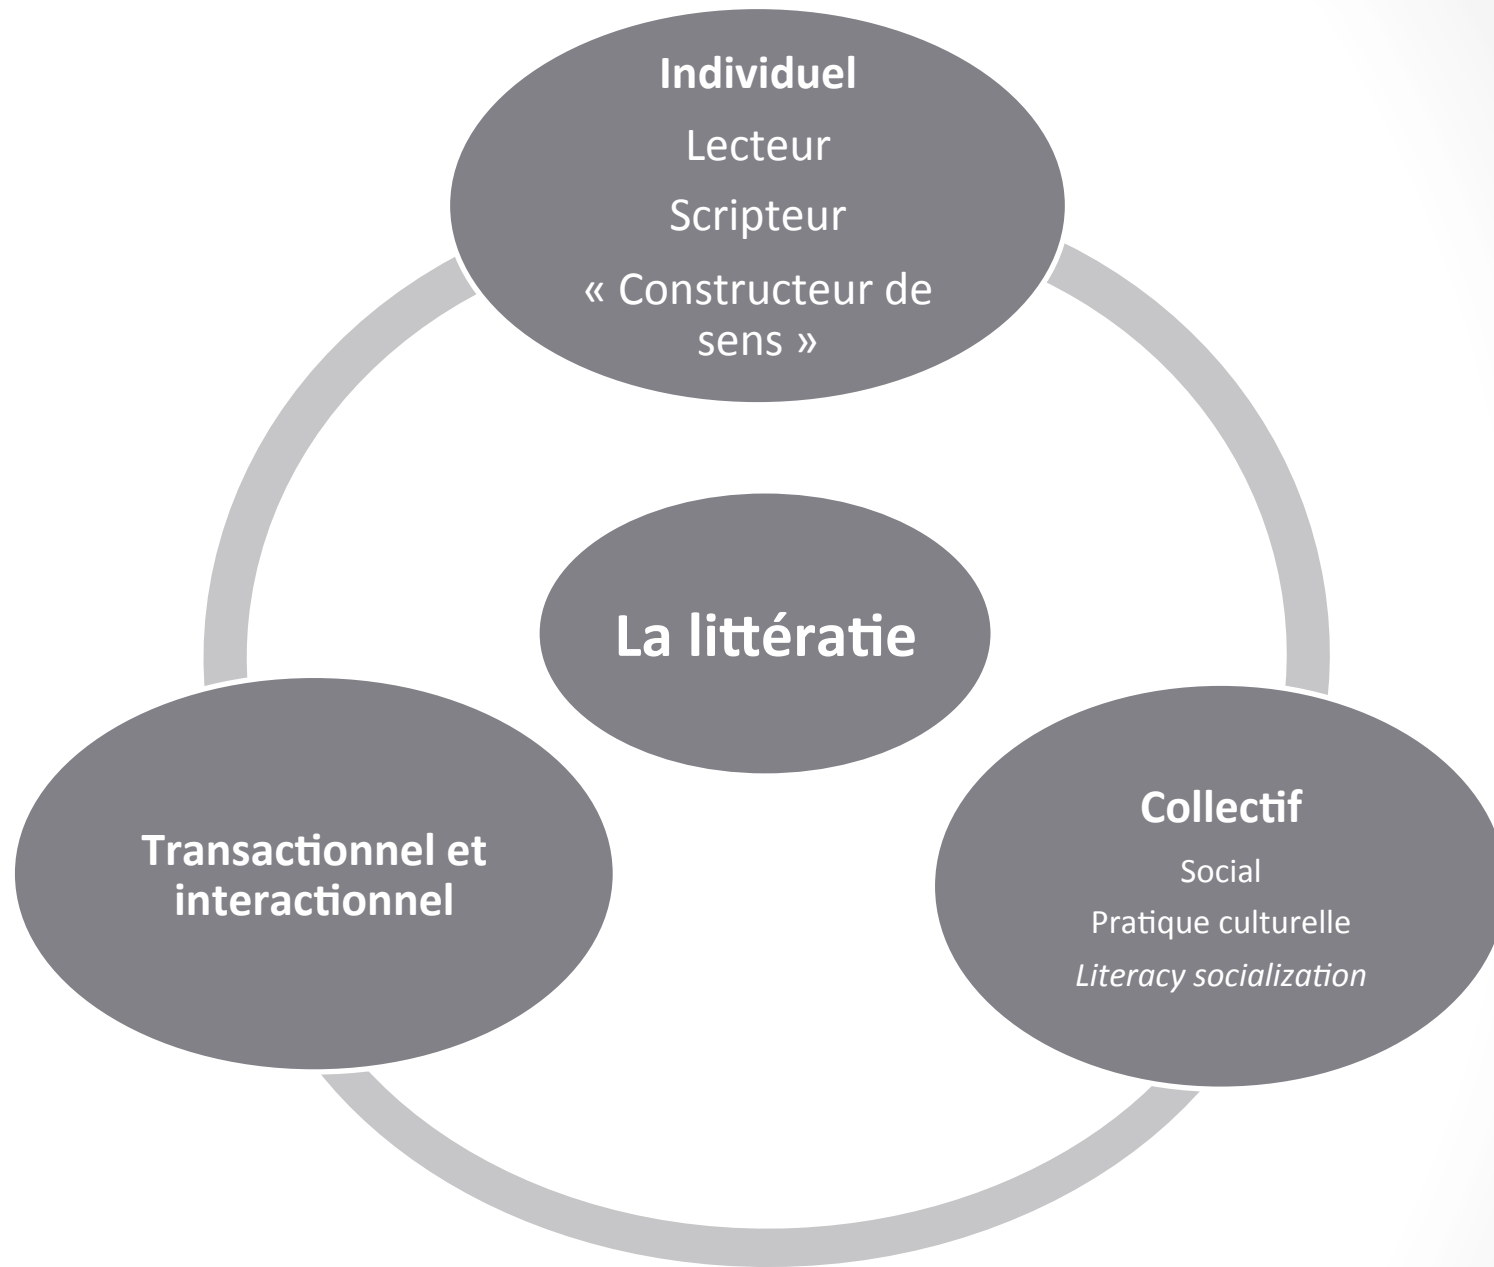 Individuel
Lecteur
Scripteur
« Constructeur de
sens »
La littératie
Transactionnel et
interactionnel
Collectif
Social
Pratique culturelle
Literacy socialization